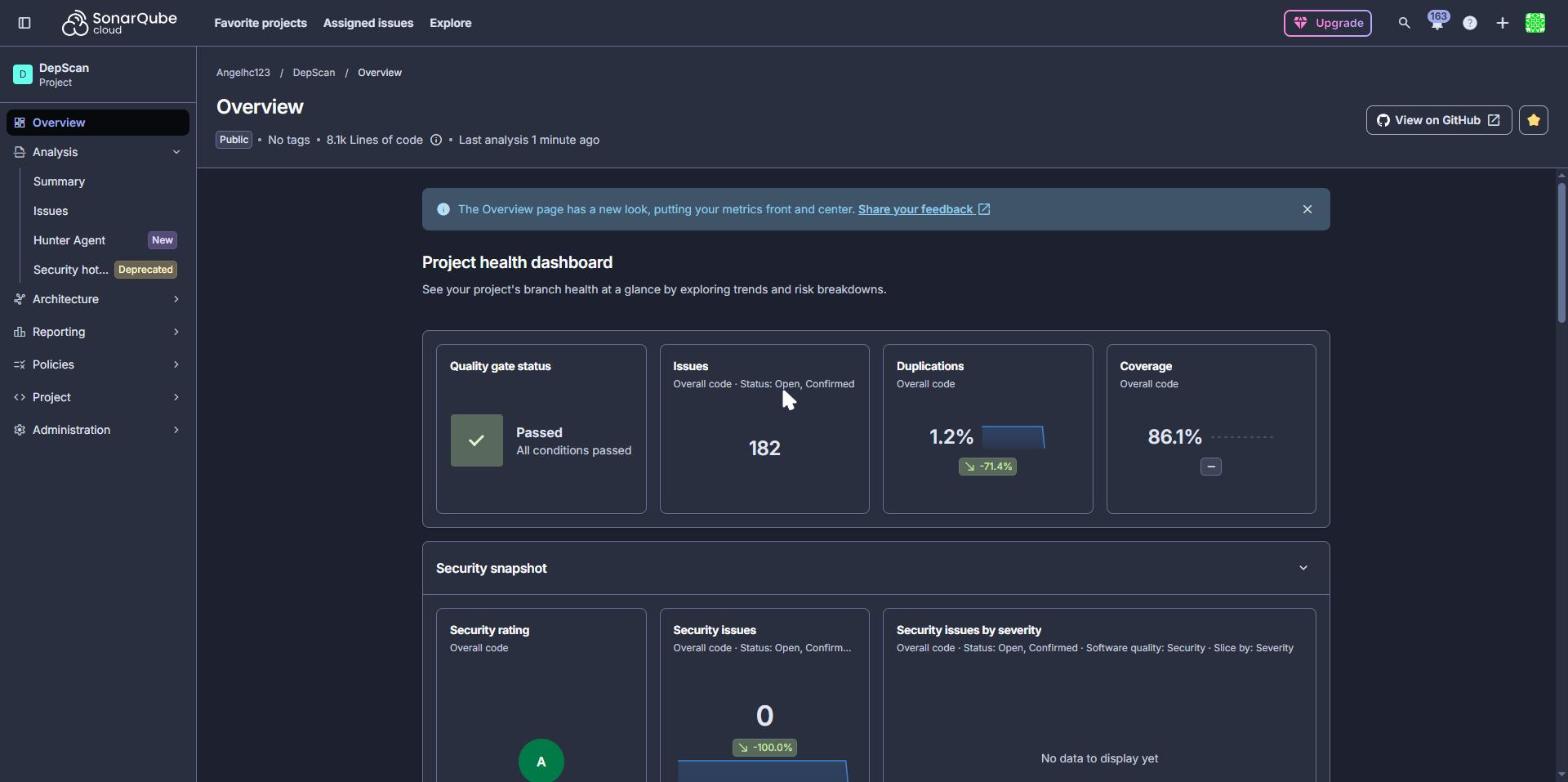 SonarQube cloud
Favorite projects Assigned issues Explore
Upgrade
163
D
DepScan
Project
Overview
Analysis
Summary
Issues
Hunter Agent New
Security hot... Deprecated
Architecture
Reporting
Policies
Project
Administration
Angelhc123 / DepScan / Overview
Overview
Public • No tags • 8.1k Lines of code • Last analysis 1 minute ago
View on GitHub
The Overview page has a new look, putting your metrics front and center. Share your feedback
Project health dashboard
See your project's branch health at a glance by exploring trends and risk breakdowns.
Quality gate status
Passed
All conditions passed
Issues
Overall code · Status: Open, Confirmed
182
Duplications
Overall code
1.2%
-71.4%
Coverage
Overall code
86.1%
–
Security snapshot
Security rating
Overall code
A
Security issues
Overall code · Status: Open, Confirm...
0
-100.0%
Security issues by severity
Overall code · Status: Open, Confirmed · Software quality: Security · Slice by: Severity
No data to display yet